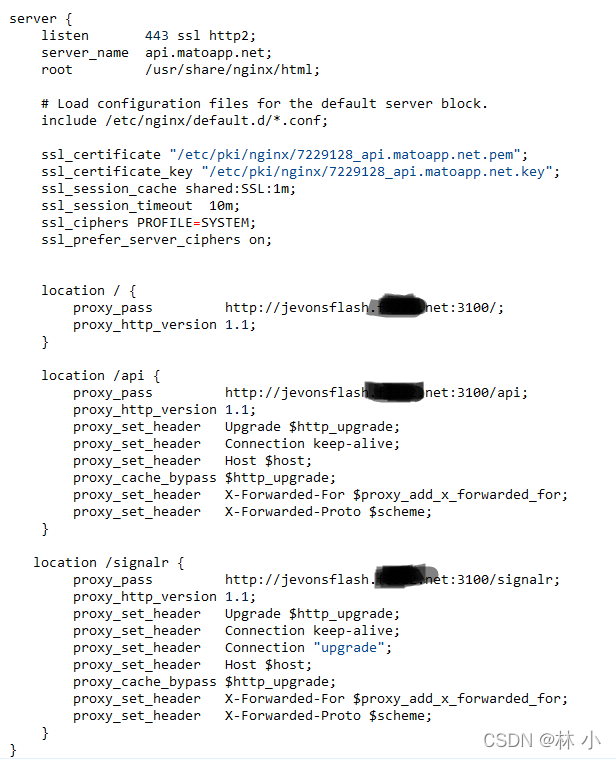 server {
    listen       443 ssl http2;
    server_name  api.matoapp.net;
    root         /usr/share/nginx/html;
    # Load configuration files for the default server block.
    include /etc/nginx/default.d/*.conf;
    ssl_certificate "/etc/pki/nginx/7229128_api.matoapp.net.pem";
    ssl_certificate_key "/etc/pki/nginx/7229128_api.matoapp.net.key";
    ssl_session_cache shared:SSL:1m;
    ssl_session_timeout  10m;
    ssl_ciphers PROFILE=SYSTEM;
    ssl_prefer_server_ciphers on;
    location / {
        proxy_pass         http://jevonsflash. net:3100/;
        proxy_http_version 1.1;
    }
    location /api {
        proxy_pass         http://jevonsflash. net:3100/api;
        proxy_http_version 1.1;
        proxy_set_header   Upgrade $http_upgrade;
        proxy_set_header   Connection keep-alive;
        proxy_set_header   Host $host;
        proxy_cache_bypass $http_upgrade;
        proxy_set_header   X-Forwarded-For $proxy_add_x_forwarded_for;
        proxy_set_header   X-Forwarded-Proto $scheme;
    }
   location /signalr {
        proxy_pass         http://jevonsflash. net:3100/signalr;
        proxy_http_version 1.1;
        proxy_set_header   Upgrade $http_upgrade;
        proxy_set_header   Connection keep-alive;
        proxy_set_header   Connection "upgrade";
        proxy_set_header   Host $host;
        proxy_cache_bypass $http_upgrade;
        proxy_set_header   X-Forwarded-For $proxy_add_x_forwarded_for;
        proxy_set_header   X-Forwarded-Proto $scheme;
    }
}
CSDN @林 小